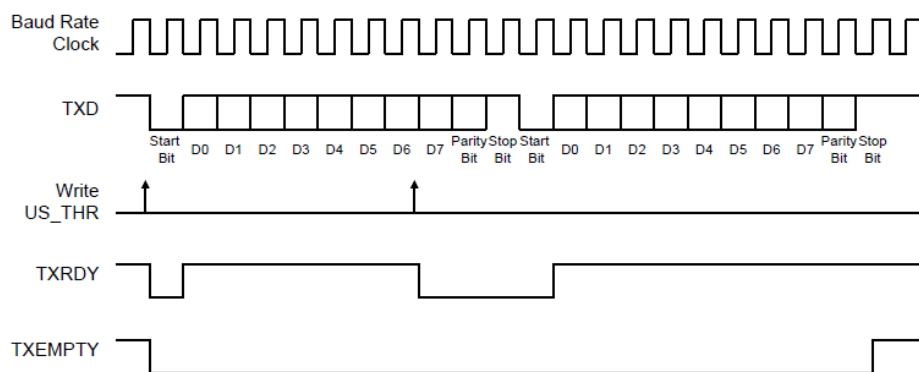 Baud Rate
Clock
TXD
Start D0 D1 D2 D3 D4 D5 D6 D7 Parity Stop Start D0 D1 D2 D3 D4 D5 D6 D7 Parity Stop
Bit Bit Bit Bit Bit Bit
Write
US_THR
TXRDY
TXEMPTY